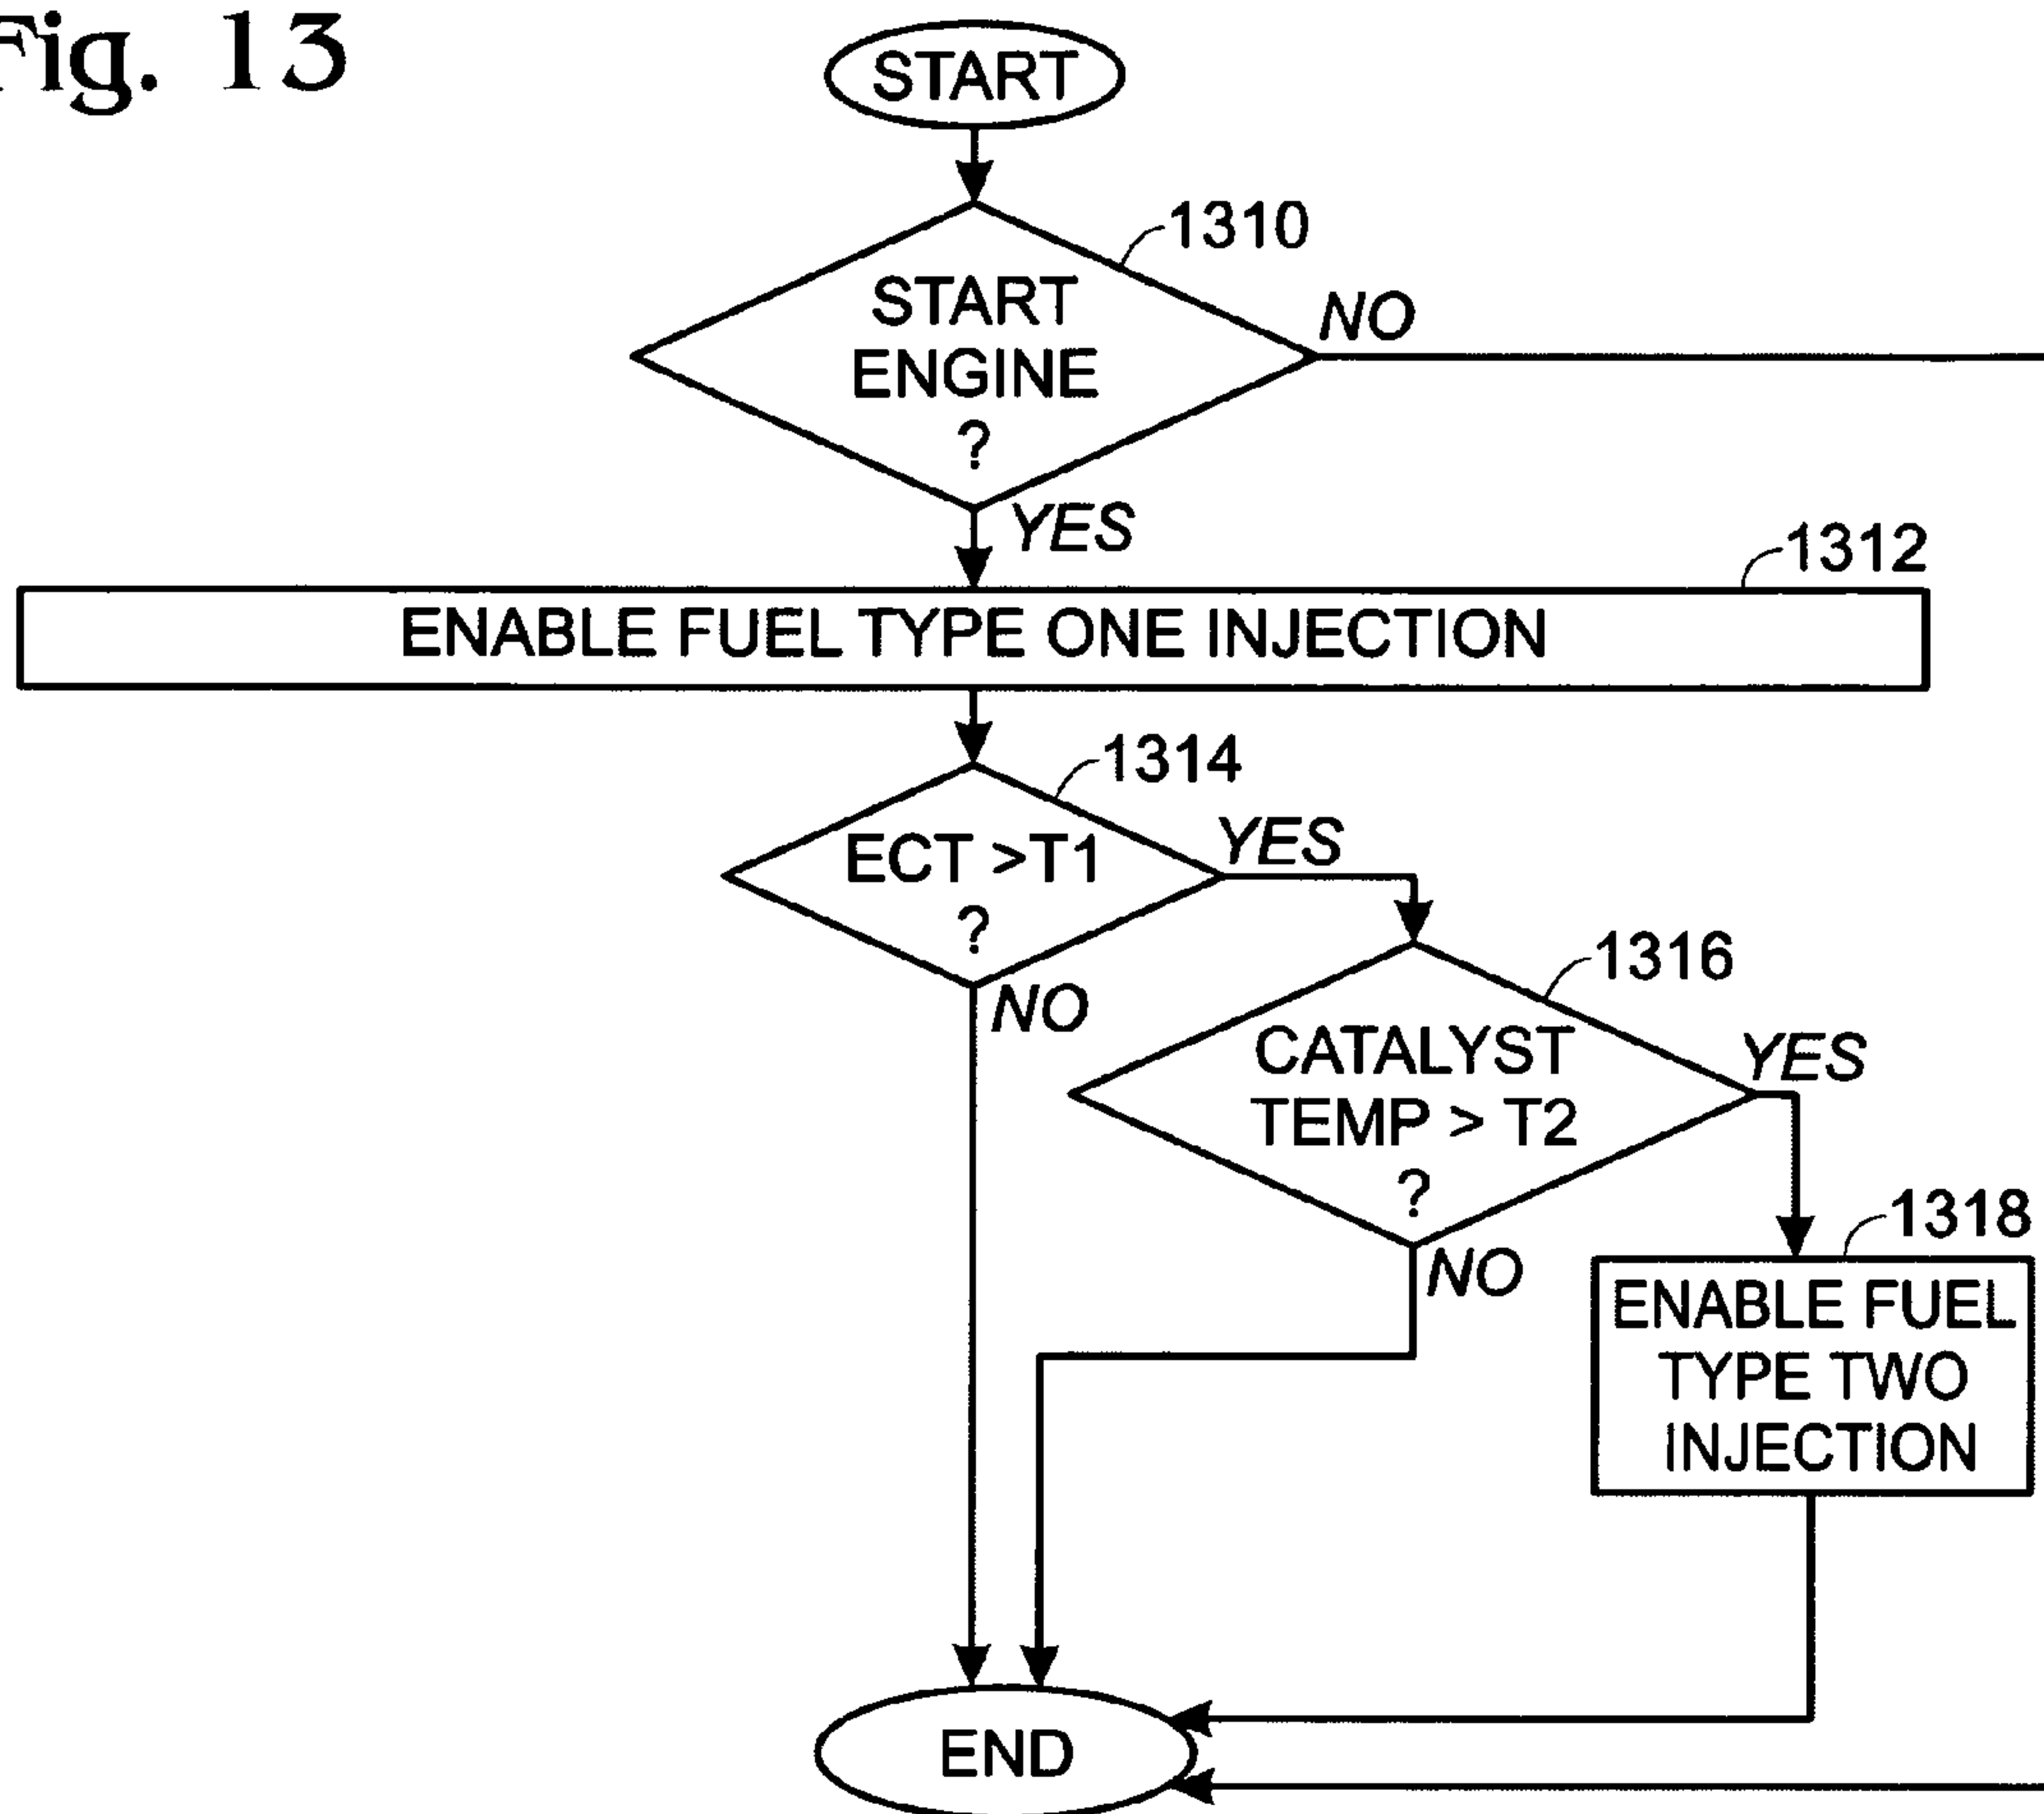 Fig. 13
START
1310
START
ENGINE
?
NO
YES
1312
ENABLE FUEL TYPE ONE INJECTION
1314
ECT >T1
?
YES
NO
1316
CATALYST
TEMP > T2
?
YES
NO
1318
ENABLE FUEL
TYPE TWO
INJECTION
END